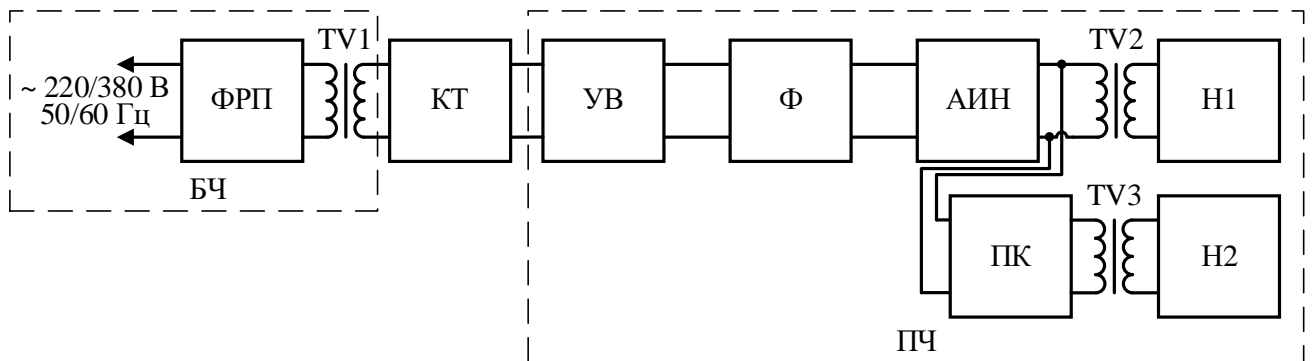 TV1
TV2
~ 220/380 В
50/60 Гц
ФРП
КТ
УВ
Ф
АИН
Н1
БЧ
TV3
ПК
Н2
ПЧ